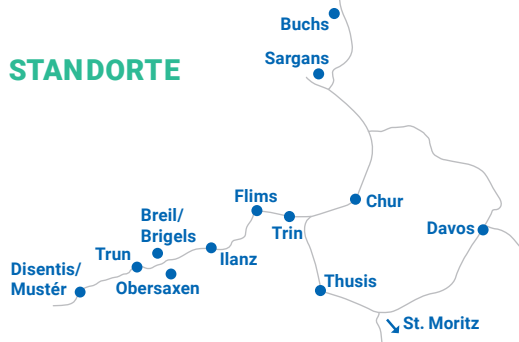 Buchs
Sargans
STANDORTE
Flims
Chur
Breil/
Brigels
Trin
Davos
Trun
Ilanz
Disentis/
Mustér
Obersaxen
Thusis
St. Moritz